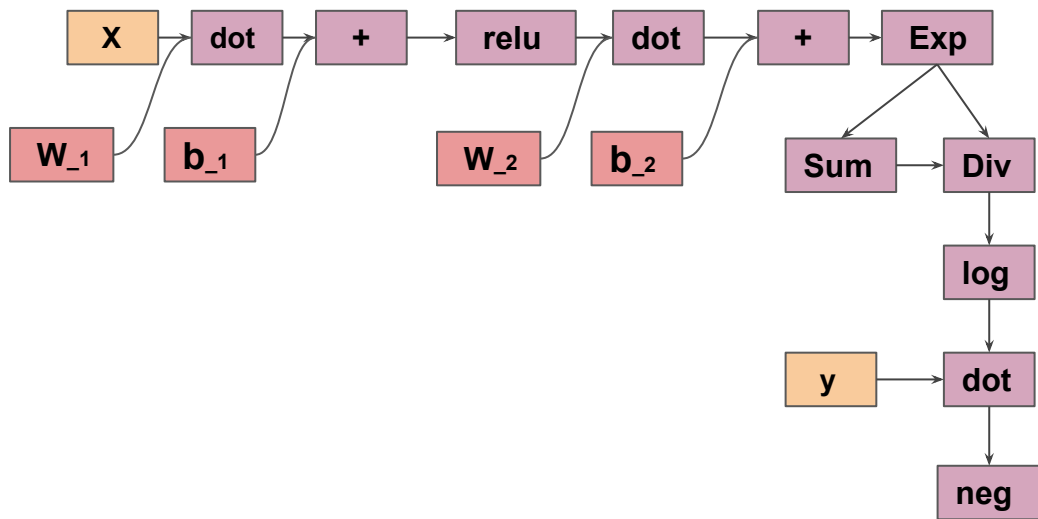 X dot + relu dot + Exp
W_1 b_1 W_2 b_2 Sum Div
log
y dot
neg